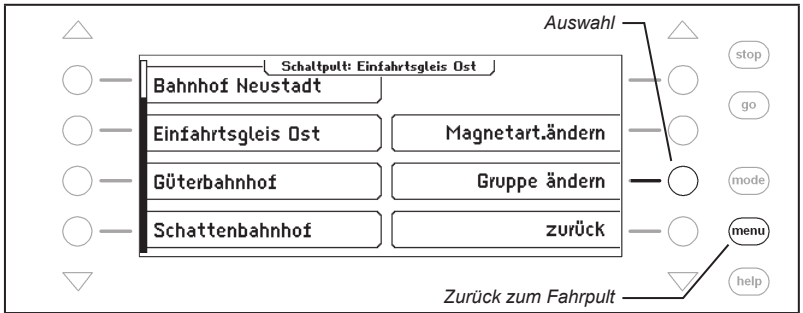 Auswahl
stop
Schaltpult: Einfahrtsgleis Ost
Bahnhof Neustadt
go
Einfahrtsgleis Ost
Magnetart.ändern
Güterbahnhof
Gruppe ändern
mode
Schattenbahnhof
zurück
menu
help
Zurück zum Fahrpult